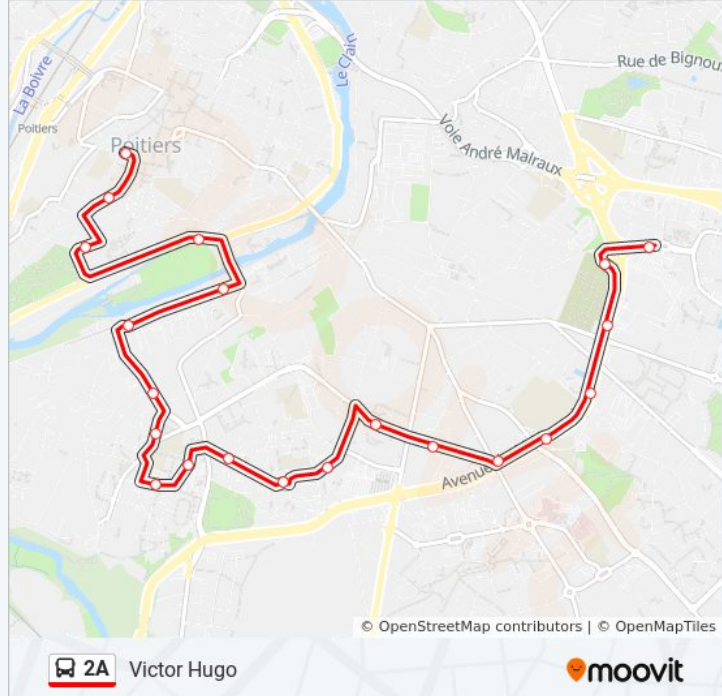 La Boivre
Le Clain
Rue de Bignoux
Poitiers
Poitiers
Voie André Malraux
Avenue
© OpenStreetMap contributors | © OpenMapTiles
2A Victor Hugo
moovit